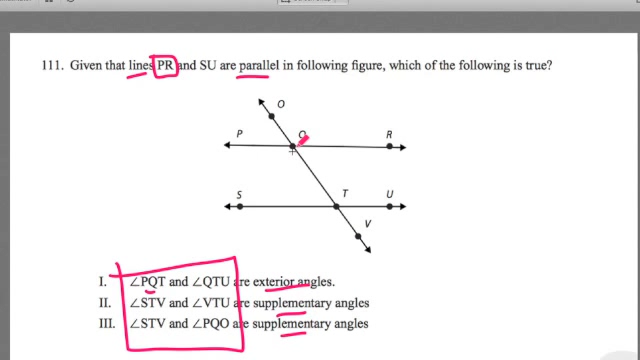 111. Given that lines PR and SU are parallel in following figure, which of the following is true?
O
P
Q
R
S
T
U
V
I. ∠PQT and ∠QTU are exterior angles.
II. ∠STV and ∠VTU are supplementary angles
III. ∠STV and ∠PQO are supplementary angles